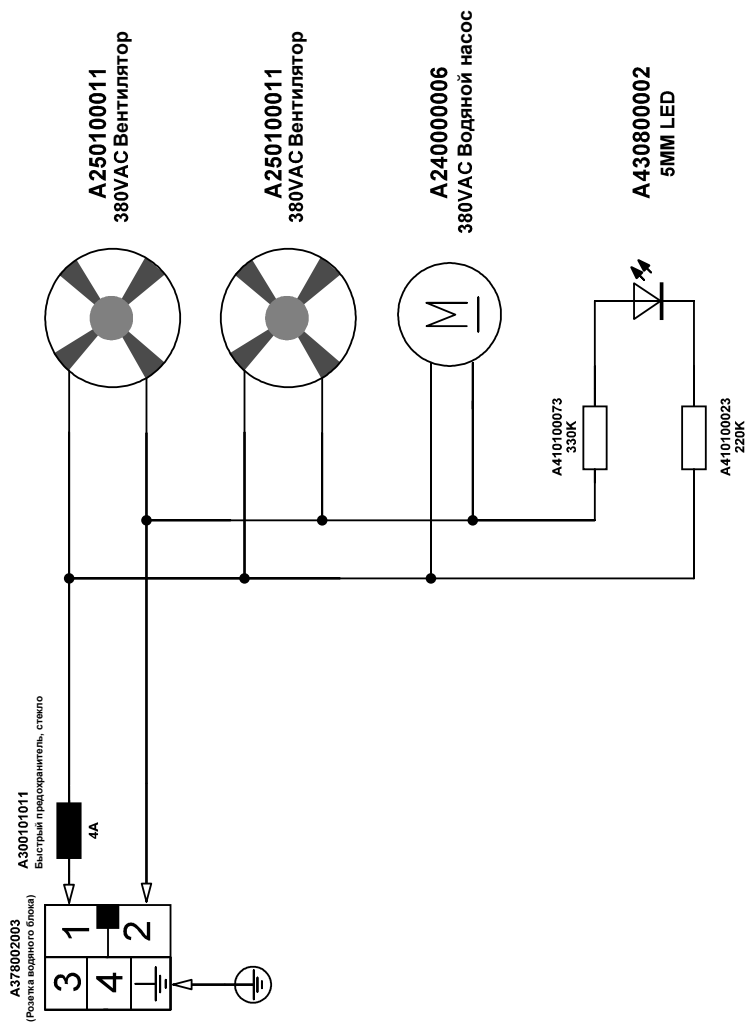 A250100011
380VAC Вентилятор
A250100011
380VAC Вентилятор
A240000006
380VAC Водяной насос
A430800002
5MM LED
M
A410100073
330K
A410100023
220K
A300101011
Быстрый предохранитель, стекло
4A
A378002003
(Розетка водяного блока)
1
2
3
4